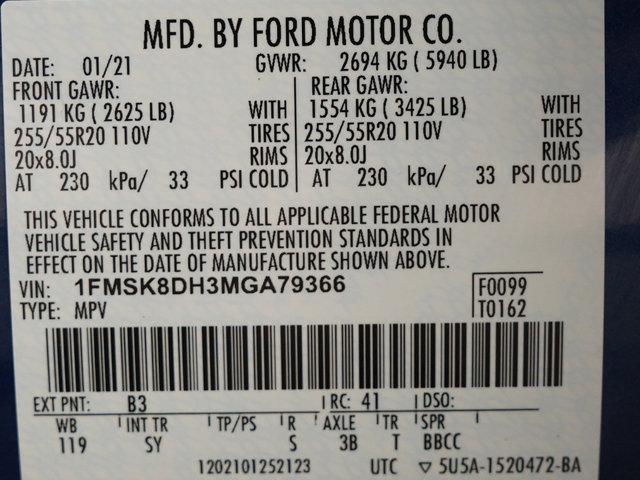 MFD. BY FORD MOTOR CO.
DATE: 01/21 GVWR: 2694 KG ( 5940 LB)
FRONT GAWR: REAR GAWR:
1191 KG ( 2625 LB) WITH 1554 KG ( 3425 LB) WITH
255/55R20 110V TIRES 255/55R20 110V TIRES
20x8.0J RIMS 20x8.0J RIMS
AT 230 kPa/ 33 PSI COLD AT 230 kPa/ 33 PSI COLD
THIS VEHICLE CONFORMS TO ALL APPLICABLE FEDERAL MOTOR
VEHICLE SAFETY AND THEFT PREVENTION STANDARDS IN
EFFECT ON THE DATE OF MANUFACTURE SHOWN ABOVE.
VIN: 1FMSK8DH3MGA79366 F0099
TYPE: MPV T0162
EXT PNT: B3 RC: 41 DSO:
WB INT TR TP/PS R AXLE TR SPR
119 SY S 3B T BBCC
1202101252123 UTC ▽ 5U5A-1520472-BA